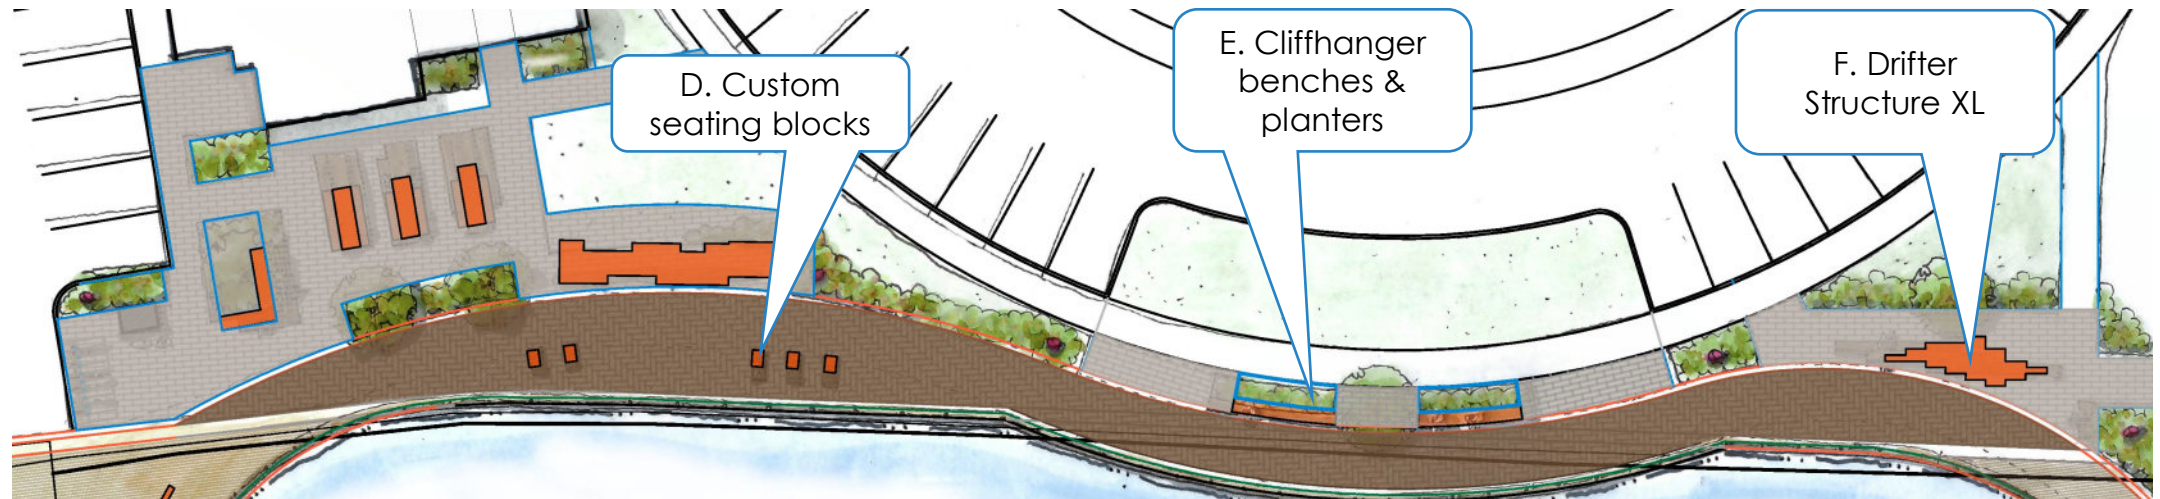 D. Custom
seating blocks
E. Cliffhanger
benches &
planters
F. Drifter
Structure XL